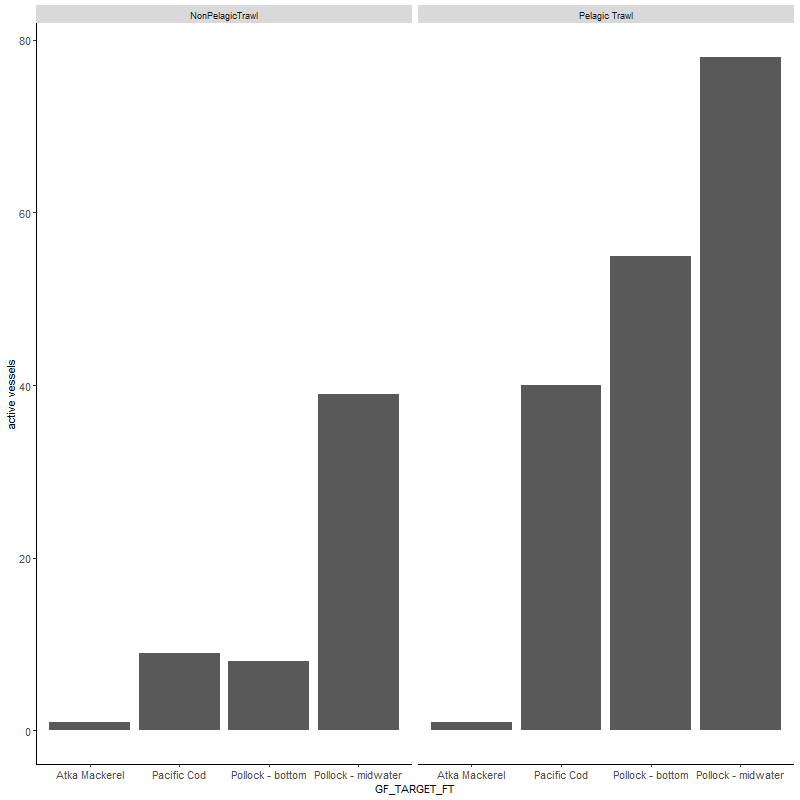 NonPelagicTrawl
Pelagic Trawl
80
60
40
20
0
active vessels
Atka Mackerel
Pacific Cod
Pollock - bottom
Pollock - midwater
Atka Mackerel
Pacific Cod
Pollock - bottom
Pollock - midwater
GF_TARGET_FT